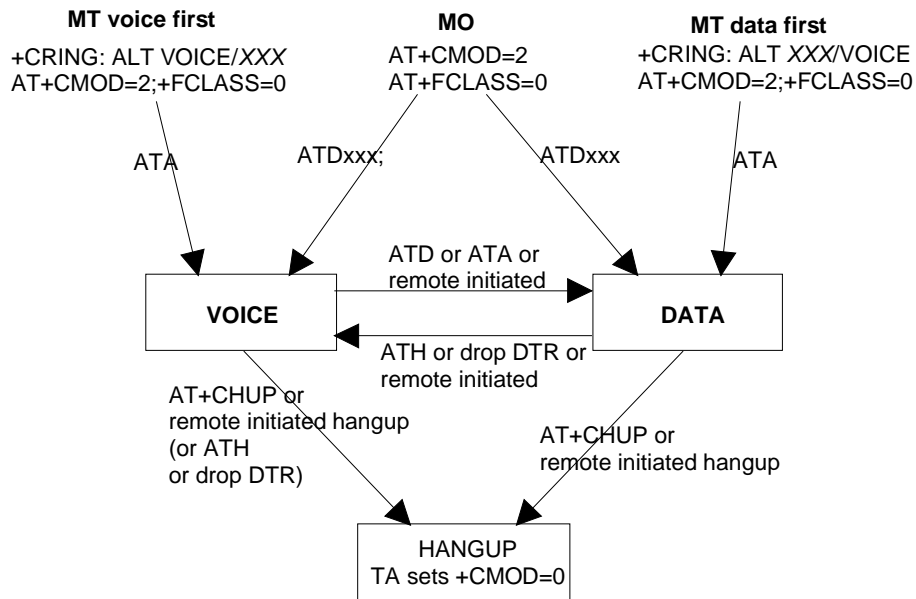 MT voice first
+CRING: ALT VOICE/XXX
AT+CMOD=2;+FCLASS=0
MO
AT+CMOD=2
AT+FCLASS=0
MT data first
+CRING: ALT XXX/VOICE
AT+CMOD=2;+FCLASS=0
ATA
ATDxxx;
ATDxxx
ATA
ATD or ATA or
remote initiated
VOICE
DATA
ATH or drop DTR or
remote initiated
AT+CHUP or
remote initiated hangup
(or ATH
or drop DTR)
AT+CHUP or
remote initiated hangup
HANGUP
TA sets +CMOD=0